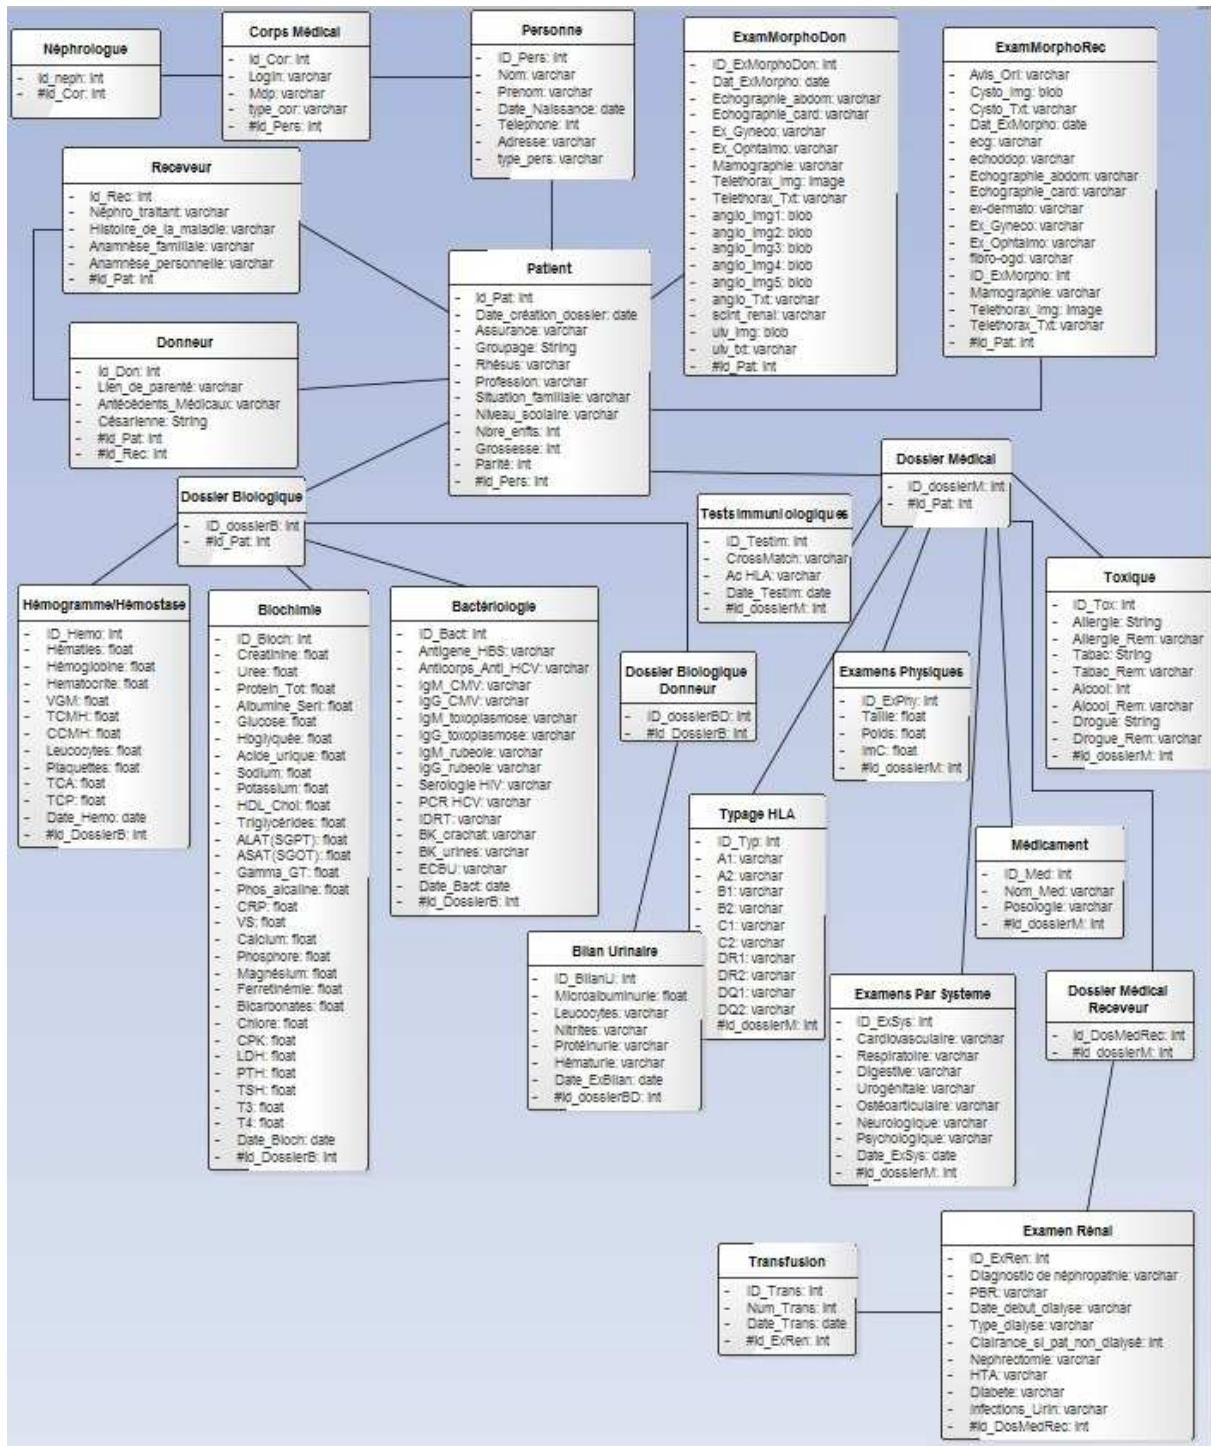 Néphrologue
- Id_neph: Int
- #Id_Cor: Int
Corps Médical
- Id_Cor: Int
- Login: varchar
- Mdp: varchar
- type_cor: varchar
- #Id_Pers: Int
Personne
- ID_Pers: Int
- Nom: varchar
- Prenom: varchar
- Date_Naissance: date
- Telephone: Int
- Adresse: varchar
- type_pers: varchar
ExamMorphoDon
- ID_ExMorphoDon: Int
- Dat_ExMorpho: date
- Echographie_abdom: varchar
- Echographie_card: varchar
- Ex_Gyneco: varchar
- Ex_Ophtalmo: varchar
- Mamographie: varchar
- Telethorax_Img: Image
- Telethorax_Txt: varchar
- angio_Img1: blob
- angio_Img2: blob
- angio_Img3: blob
- angio_Img4: blob
- angio_Img5: blob
- angio_Txt: varchar
- scint_renal: varchar
- uiv_Img: blob
- uiv_txt: varchar
- #Id_Pat: Int
ExamMorphoRec
- Avis_Orl: varchar
- Cysto_Img: blob
- Cysto_Txt: varchar
- Dat_ExMorpho: date
- ecg: varchar
- echoddop: varchar
- Echographie_abdom: varchar
- Echographie_card: varchar
- ex-dermato: varchar
- Ex_Gyneco: varchar
- Ex_Ophtalmo: varchar
- fibro-ogd: varchar
- ID_ExMorpho: Int
- Mamographie: varchar
- Telethorax_Img: Image
- Telethorax_Txt: varchar
- #Id_Pat: Int
Receveur
- Id_Rec: Int
- Néphro_traitant: varchar
- Histoire_de_la_maladie: varchar
- Anamnèse_familiale: varchar
- Anamnèse_personnelle: varchar
- #Id_Pat: Int
Patient
- Id_Pat: Int
- Date_création_dossier: date
- Assurance: varchar
- Groupage: String
- Rhésus: varchar
- Profession: varchar
- Situation_familiale: varchar
- Niveau_scolaire: varchar
- Nbre_enfts: Int
- Grossesse: Int
- Parité: Int
- #Id_Pers: Int
Donneur
- Id_Don: Int
- Lien_de_parenté: varchar
- Antécédents_Médicaux: varchar
- Césarienne: String
- #Id_Pat: Int
- #Id_Rec: Int
Dossier Biologique
- ID_dossierB: Int
- #Id_Pat: Int
Dossier Médical
- ID_dossierM: Int
- #Id_Pat: Int
Tests Immuniologiques
- ID_Testim: Int
- CrossMatch: varchar
- Ac HLA: varchar
- Date_Testim: date
- #Id_dossierM: Int
Toxique
- ID_Tox: Int
- Allergie: String
- Allergie_Rem: varchar
- Tabac: String
- Tabac_Rem: varchar
- Alcool: Int
- Alcool_Rem: varchar
- Drogue: String
- Drogue_Rem: varchar
- #Id_dossierM: Int
Hémogramme/Hémostase
- ID_Hemo: Int
- Hématies: float
- Hémoglobine: float
- Hematocrite: float
- VGM: float
- TCMH: float
- CCMH: float
- Leucocytes: float
- Plaquettes: float
- TCA: float
- TCP: float
- Date_Hemo: date
- #Id_DossierB: Int
Biochimie
- ID_Bioch: Int
- Creatinine: float
- Uree: float
- Protein_Tot: float
- Albumine_Seri: float
- Glucose: float
- Hbglyquée: float
- Acide_urique: float
- Sodium: float
- Potassium: float
- HDL_Chol: float
- Triglycérides: float
- ALAT(SGPT): float
- ASAT(SGOT): float
- Gamma_GT: float
- Phos_alcaline: float
- CRP: float
- VS: float
- Calcium: float
- Phosphore: float
- Magnésium: float
- Ferretinémie: float
- Bicarbonates: float
- Chlore: float
- CPK: float
- LDH: float
- PTH: float
- TSH: float
- T3: float
- T4: float
- Date_Bioch: date
- #Id_DossierB: Int
Bactériologie
- ID_Bact: Int
- Antigene_HBS: varchar
- Anticorps_Anti_HCV: varchar
- IgM_CMV: varchar
- IgG_CMV: varchar
- IgM_toxoplasmose: varchar
- IgG_toxoplasmose: varchar
- IgM_rubeole: varchar
- IgG_rubeole: varchar
- Serologie HIV: varchar
- PCR HCV: varchar
- IDRT: varchar
- BK_crachat: varchar
- BK_urines: varchar
- ECBU: varchar
- Date_Bact: date
- #Id_DossierB: Int
Dossier Biologique
Donneur
- ID_dossierBD: Int
- #Id_DossierB: Int
Examens Physiques
- ID_ExPhy: Int
- Taille: float
- Poids: float
- ImC: float
- #Id_dossierM: Int
Typage HLA
- ID_Typ: Int
- A1: varchar
- A2: varchar
- B1: varchar
- B2: varchar
- C1: varchar
- C2: varchar
- DR1: varchar
- DR2: varchar
- DQ1: varchar
- DQ2: varchar
- #Id_dossierM: Int
Médicament
- ID_Med: Int
- Nom_Med: varchar
- Posologie: varchar
- #Id_dossierM: Int
Bilan Urinaire
- ID_BilanU: Int
- Microalbuminurie: float
- Leucocytes: varchar
- Nitrites: varchar
- Protéinurie: varchar
- Hématurie: varchar
- Date_ExBilan: date
- #Id_dossierBD: Int
Examens Par Systeme
- ID_ExSys: Int
- Cardiovasculaire: varchar
- Respiratoire: varchar
- Digestive: varchar
- Urogénitale: varchar
- Ostéoarticulaire: varchar
- Neurologique: varchar
- Psychologique: varchar
- Date_ExSys: date
- #Id_dossierM: Int
Dossier Médical
Receveur
- Id_DosMedRec: Int
- #Id_dossierM: Int
Transfusion
- ID_Trans: Int
- Num_Trans: Int
- Date_Trans: date
- #Id_ExRen: Int
Examen Rénal
- ID_ExRen: Int
- Diagnostic de néphropathie: varchar
- PBR: varchar
- Date_debut_dialyse: varchar
- Type_dialyse: varchar
- Clairance_si_pat_non_dialysé: Int
- Nephrectomie: varchar
- HTA: varchar
- Diabete: varchar
- Infections_Urin: varchar
- #Id_DosMedRec: Int